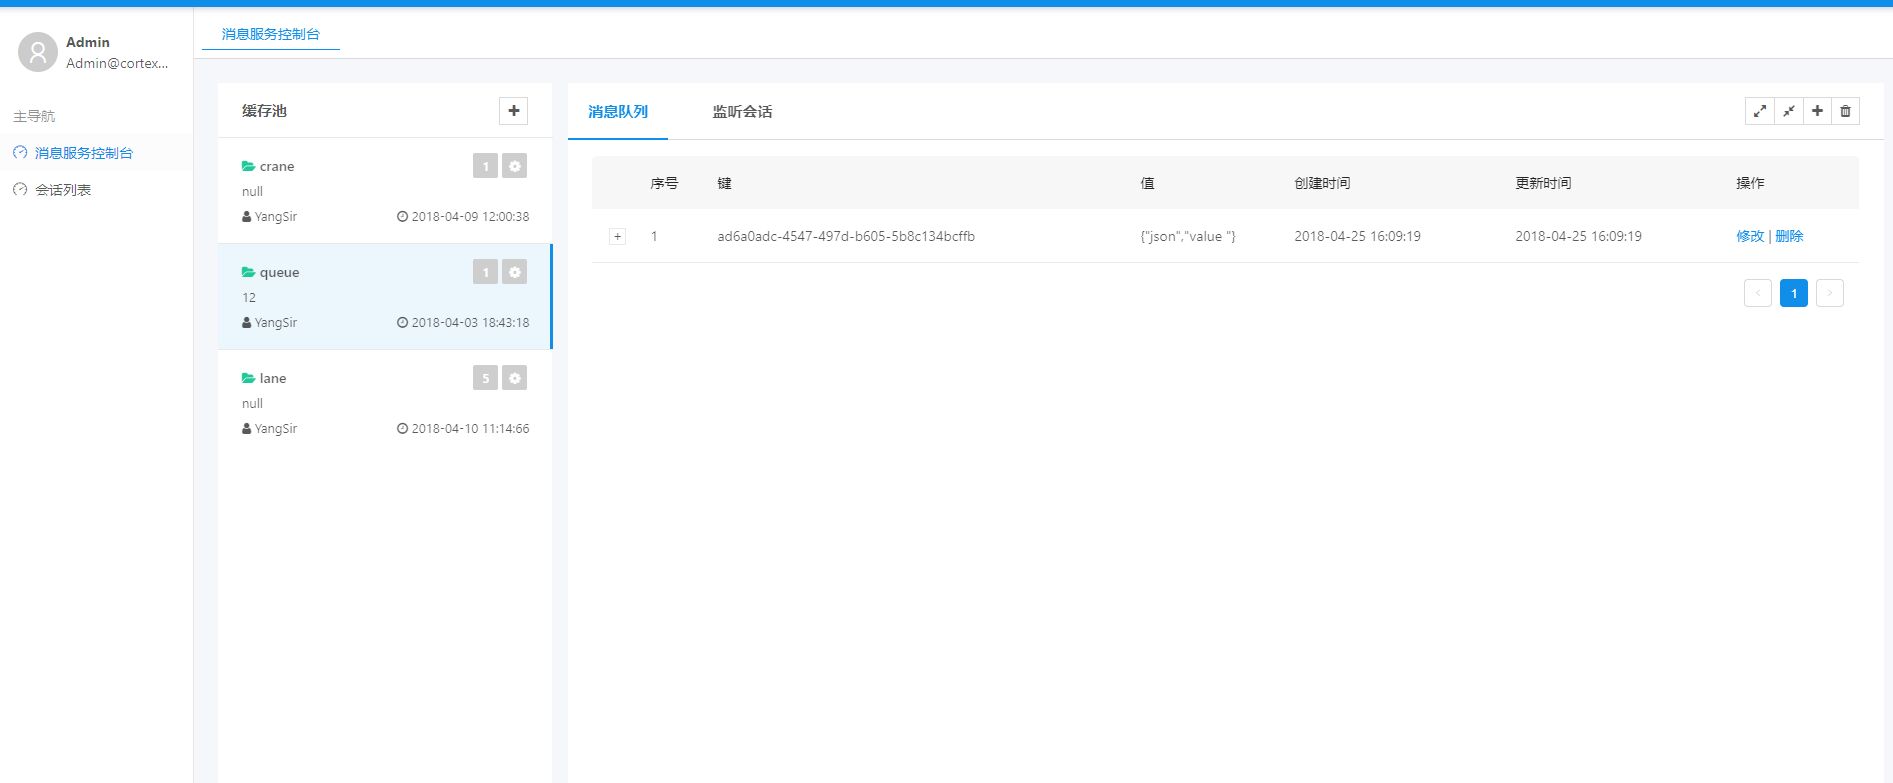 Admin
Admin@cortex...
主导航
消息服务控制台
会话列表
消息服务控制台
缓存池
crane 1
null
YangSir 2018-04-09 12:00:38
queue 1
12
YangSir 2018-04-03 18:43:18
lane 5
null
YangSir 2018-04-10 11:14:66
消息队列 监听会话
序号 键 值 创建时间 更新时间 操作
1 ad6a0adc-4547-497d-b605-5b8c134bcffb {"json","value "} 2018-04-25 16:09:19 2018-04-25 16:09:19 修改 | 删除
< 1 >